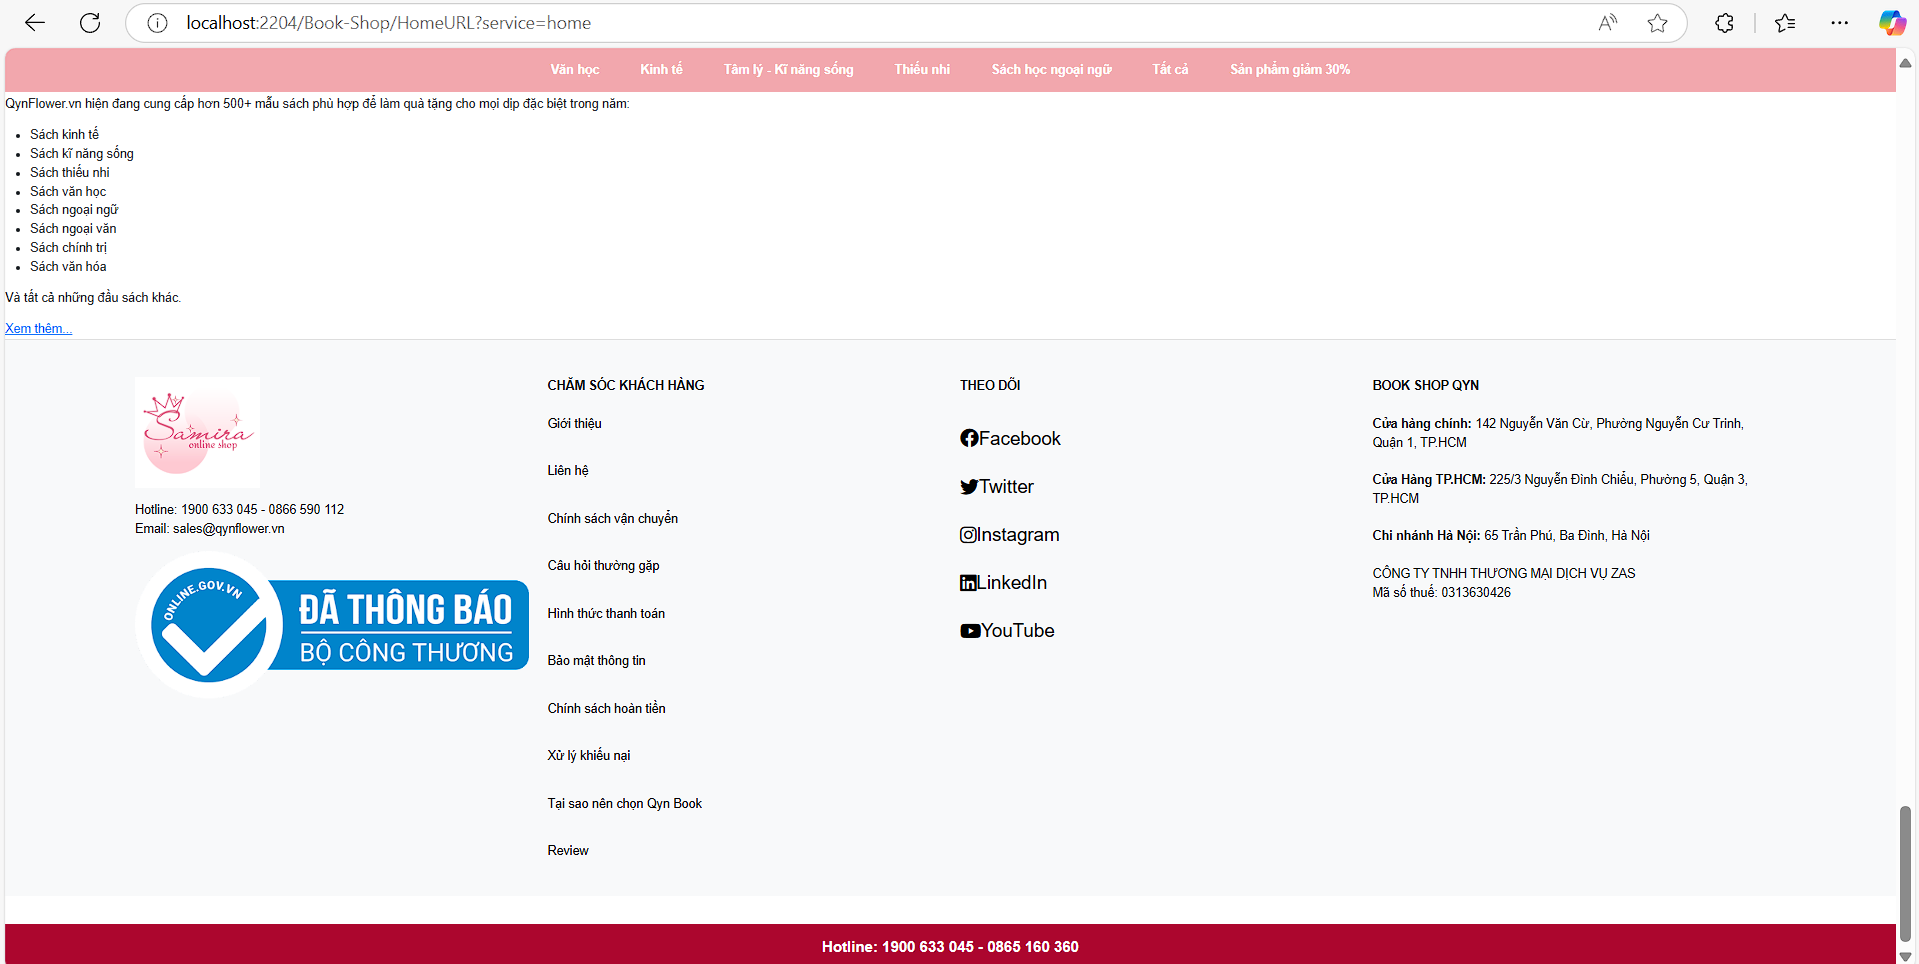 localhost:2204/Book-Shop/HomeURL?service=home
Văn học Kinh tế Tâm lý - Kĩ năng sống Thiếu nhi Sách học ngoại ngữ Tất cả Sản phẩm giảm 30%
QynFlower.vn hiện đang cung cấp hơn 500+ mẫu sách phù hợp để làm quà tặng cho mọi dịp đặc biệt trong năm:
Sách kinh tế
Sách kĩ năng sống
Sách thiếu nhi
Sách văn học
Sách ngoại ngữ
Sách ngoại văn
Sách chính trị
Sách văn hóa
Và tất cả những đầu sách khác.
Xem thêm...
Samira
online shop
Hotline: 1900 633 045 - 0866 590 112
Email: sales@qynflower.vn
ONLINE.GOV.VN
ĐÃ THÔNG BÁO
BỘ CÔNG THƯƠNG
CHĂM SÓC KHÁCH HÀNG
Giới thiệu
Liên hệ
Chính sách vận chuyển
Câu hỏi thường gặp
Hình thức thanh toán
Bảo mật thông tin
Chính sách hoàn tiền
Xử lý khiếu nại
Tại sao nên chọn Qyn Book
Review
THEO DÕI
Facebook
Twitter
Instagram
LinkedIn
YouTube
BOOK SHOP QYN
Cửa hàng chính: 142 Nguyễn Văn Cừ, Phường Nguyễn Cư Trinh,
Quận 1, TP.HCM
Cửa Hàng TP.HCM: 225/3 Nguyễn Đình Chiểu, Phường 5, Quận 3,
TP.HCM
Chi nhánh Hà Nội: 65 Trần Phú, Ba Đình, Hà Nội
CÔNG TY TNHH THƯƠNG MẠI DỊCH VỤ ZAS
Mã số thuế: 0313630426
Hotline: 1900 633 045 - 0865 160 360